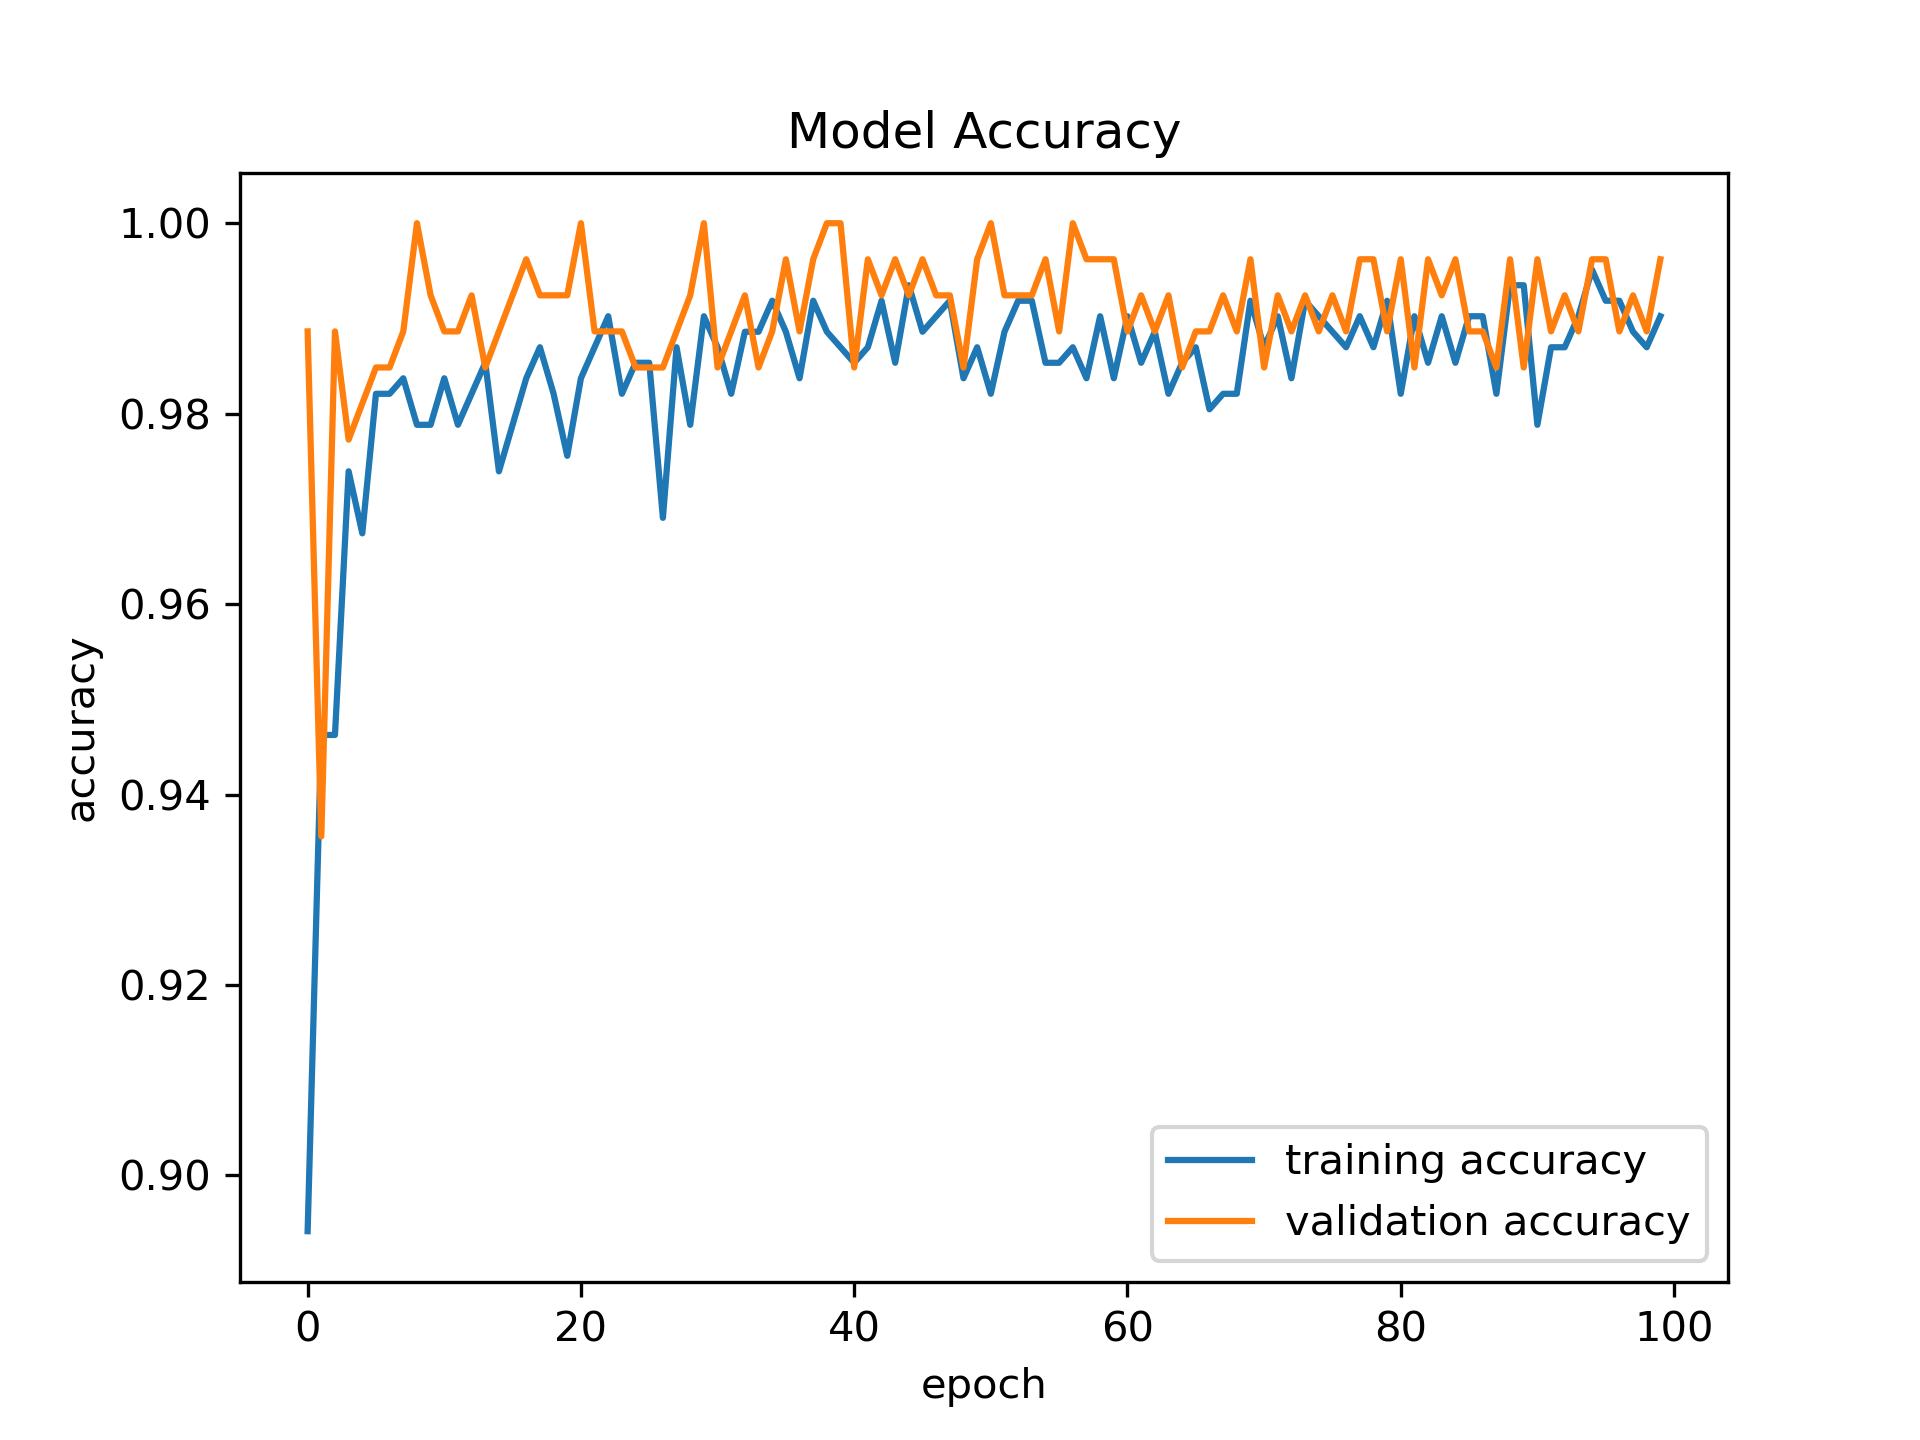 Model Accuracy
1.00
0.98
0.96
0.94
0.92
0.90
accuracy
training accuracy
validation accuracy
0 20 40 60 80 100
epoch